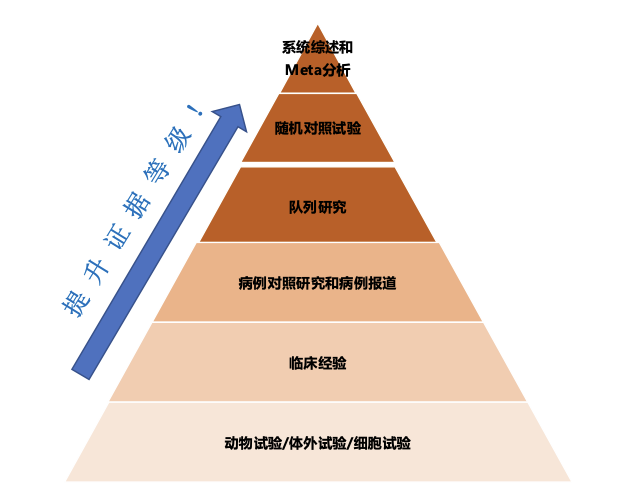 系统综述和
Meta分析
随机对照试验
队列研究
病例对照研究和病例报道
临床经验
动物试验/体外试验/细胞试验
提升证据等级！